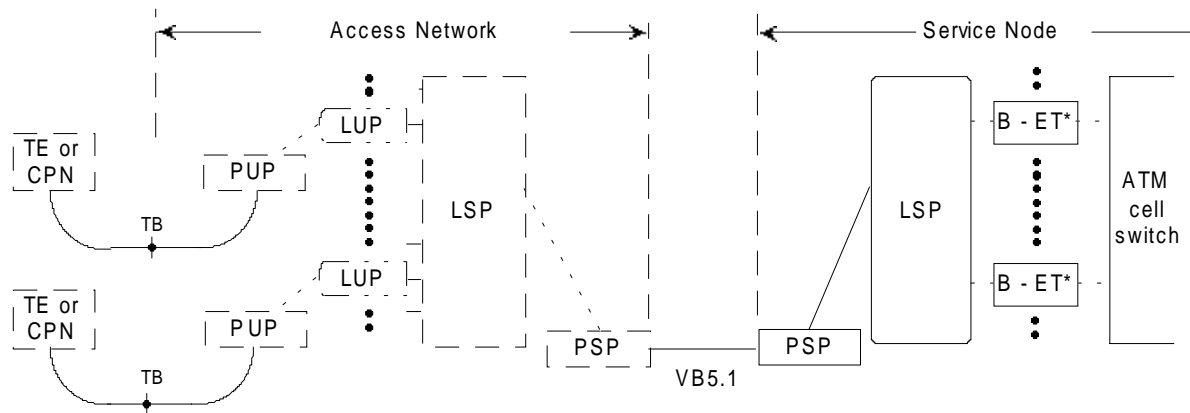 Access Network
Service Node
LUP
B - ET*
TE or
CPN
PUP
TB
LSP
LSP
ATM
cell
switch
LUP
B - ET*
TE or
CPN
PUP
TB
PSP
PSP
VB5.1